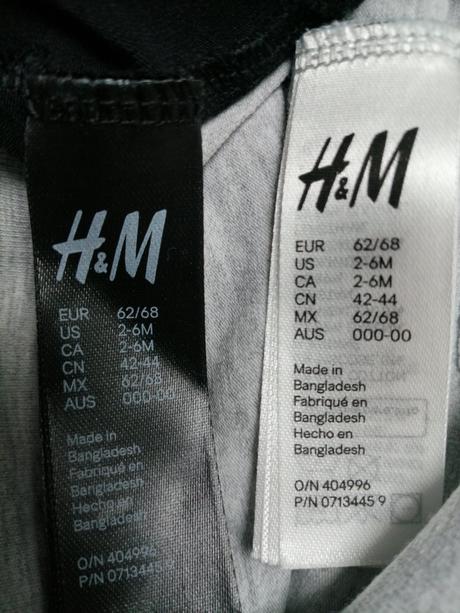 H&M
EUR 62/68
US 2-6M
CA 2-6M
CN 42-44
MX 62/68
AUS 000-00
Made in
Bangladesh
Fabriqué en
Bangladesh
Hecho en
Bangladesh
O/N 404996
P/N 0713445 9
H&M
EUR 62/68
US 2-6M
CA 2-6M
CN 42-44
MX 62/68
AUS 000-00
Made in
Bangladesh
Fabriqué en
Bangladesh
Hecho en
Bangladesh
O/N 404996
P/N 0713445 9